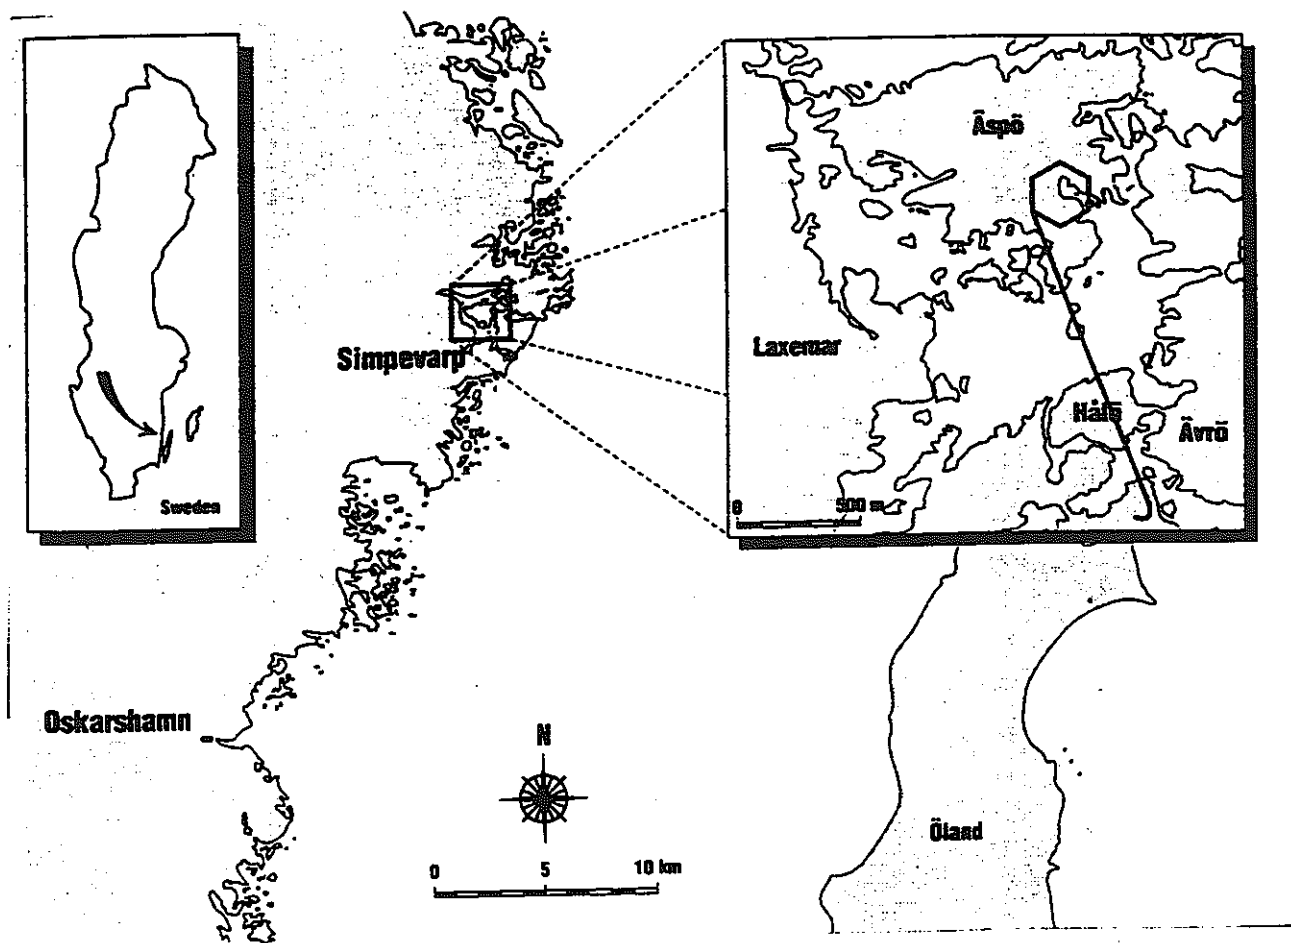 Äspö
Simpevarp
Laxemar
Hålö
Ävrö
0 500 m
Sweden
Oskarshamn
N
Öland
0 5 10 km